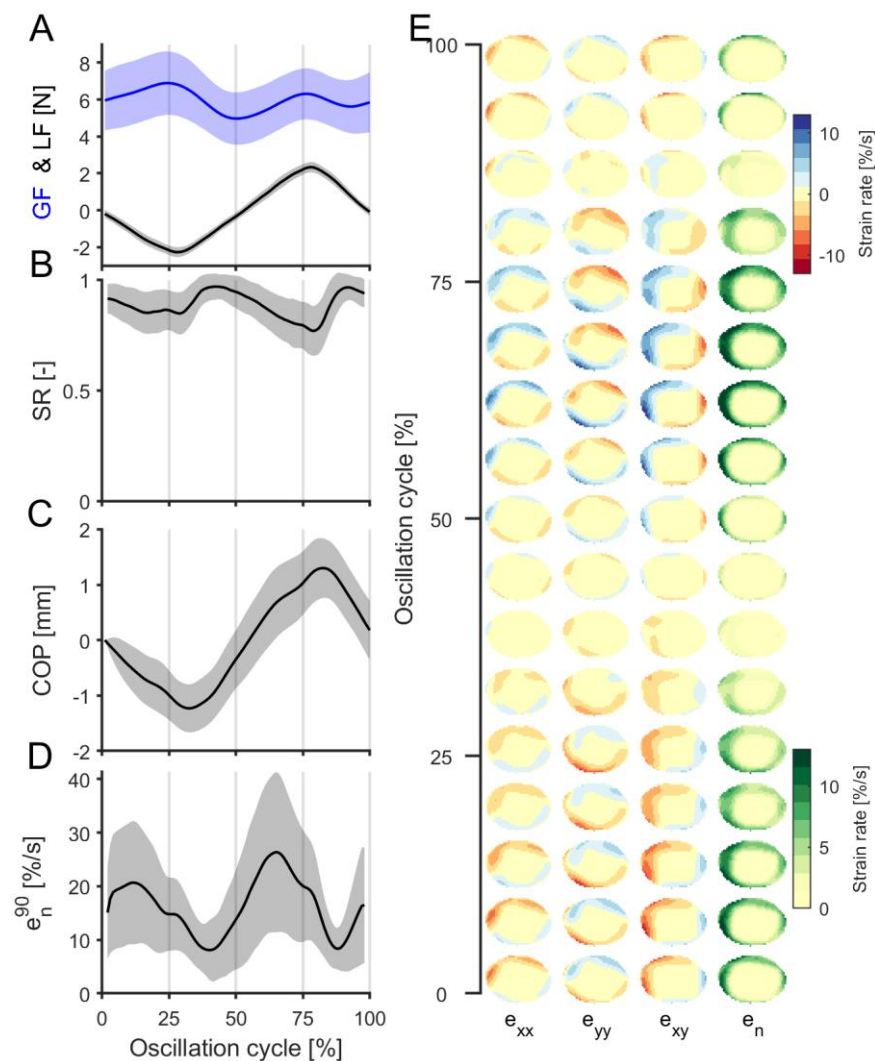 A
GF & LF [N]
8
6
4
2
0
-2
B
SR [-]
1
0.5
0
C
COP [mm]
2
1
0
-1
-2
D
e_n^90 [%/s]
40
30
20
10
0
0 25 50 75 100
Oscillation cycle [%]
E
Oscillation cycle [%]
100
75
50
25
0
e_xx e_yy e_xy e_n
10
0
-10
Strain rate [%/s]
10
5
0
Strain rate [%/s]